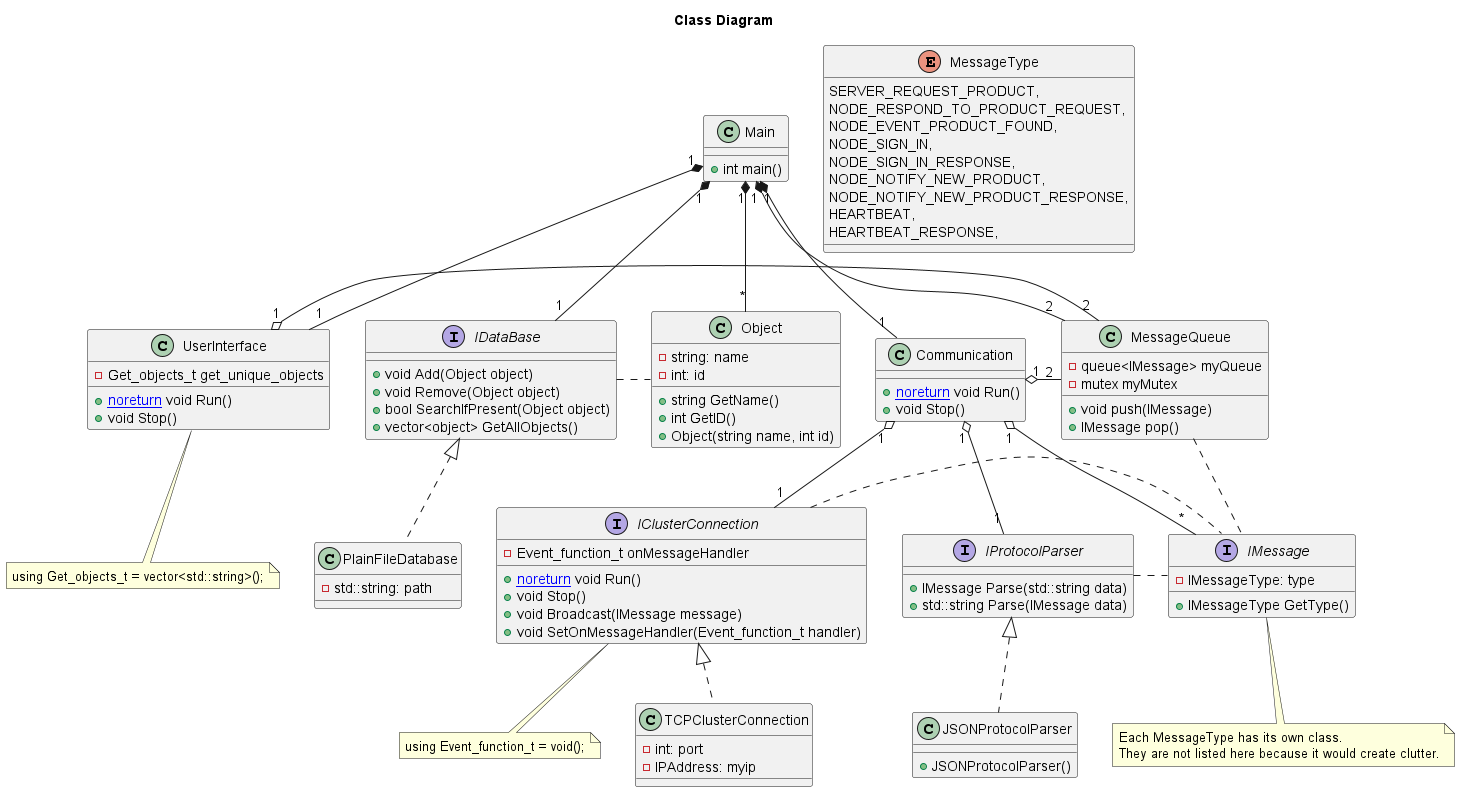 Class Diagram
E MessageType
SERVER_REQUEST_PRODUCT,
NODE_RESPOND_TO_PRODUCT_REQUEST,
NODE_EVENT_PRODUCT_FOUND,
NODE_SIGN_IN,
NODE_SIGN_IN_RESPONSE,
NODE_NOTIFY_NEW_PRODUCT,
NODE_NOTIFY_NEW_PRODUCT_RESPONSE,
HEARTBEAT,
HEARTBEAT_RESPONSE,
C Main
int main()
1
1
1
1
1
1
1
1
*
2
2
1
C UserInterface
Get_objects_t get_unique_objects
noreturn void Run()
void Stop()
I IDataBase
void Add(Object object)
void Remove(Object object)
bool SearchIfPresent(Object object)
vector<object> GetAllObjects()
C Object
string: name
int: id
string GetName()
int GetID()
Object(string name, int id)
C Communication
noreturn void Run()
void Stop()
1 2
C MessageQueue
queue<IMessage> myQueue
mutex myMutex
void push(IMessage)
IMessage pop()
1
1
1
1
1
*
using Get_objects_t = vector<std::string>();
C PlainFileDatabase
std::string: path
I IClusterConnection
Event_function_t onMessageHandler
noreturn void Run()
void Stop()
void Broadcast(IMessage message)
void SetOnMessageHandler(Event_function_t handler)
I IProtocolParser
IMessage Parse(std::string data)
std::string Parse(IMessage data)
I IMessage
IMessageType: type
IMessageType GetType()
using Event_function_t = void();
C TCPClusterConnection
int: port
IPAddress: myip
C JSONProtocolParser
JSONProtocolParser()
Each MessageType has its own class.
They are not listed here because it would create clutter.